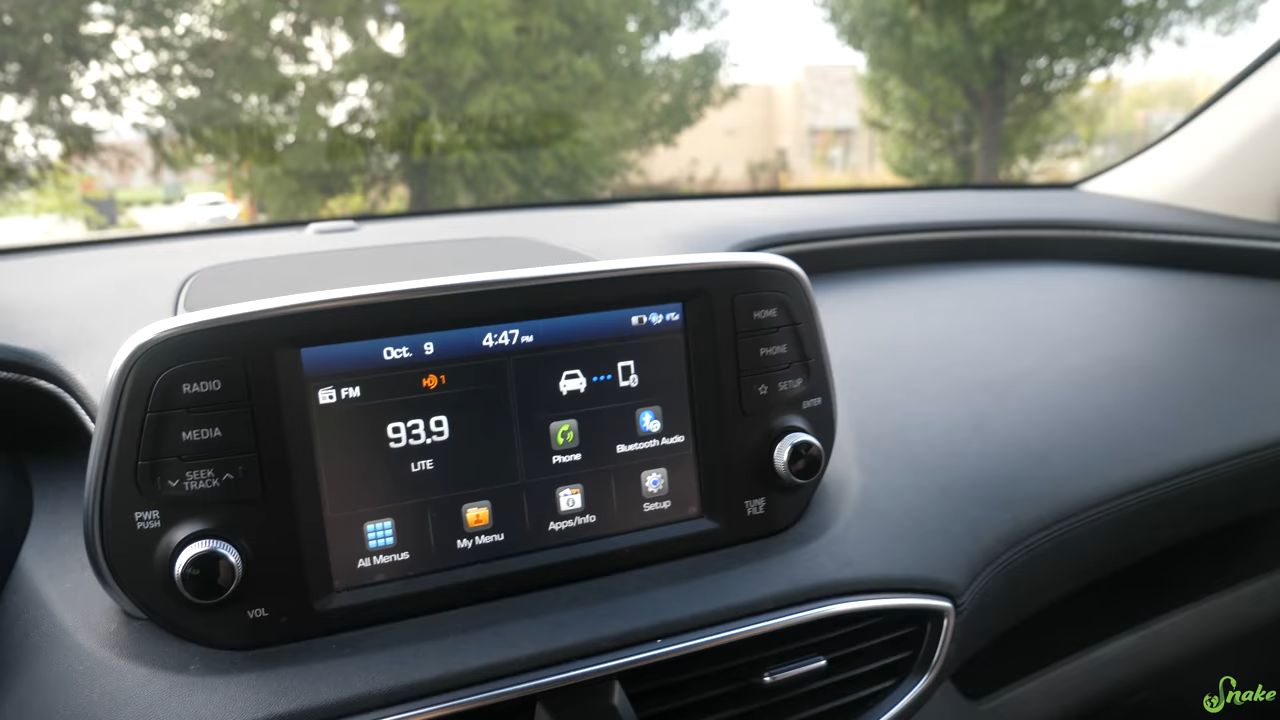 Oct. 9
4:47 PM
FM
HD 1
93.9
LITE
Phone
Bluetooth Audio
All Menus
My Menu
Apps/Info
Setup
RADIO
MEDIA
SEEK
TRACK
PWR
PUSH
VOL
HOME
PHONE
SETUP
ENTER
TUNE
FILE
Snake